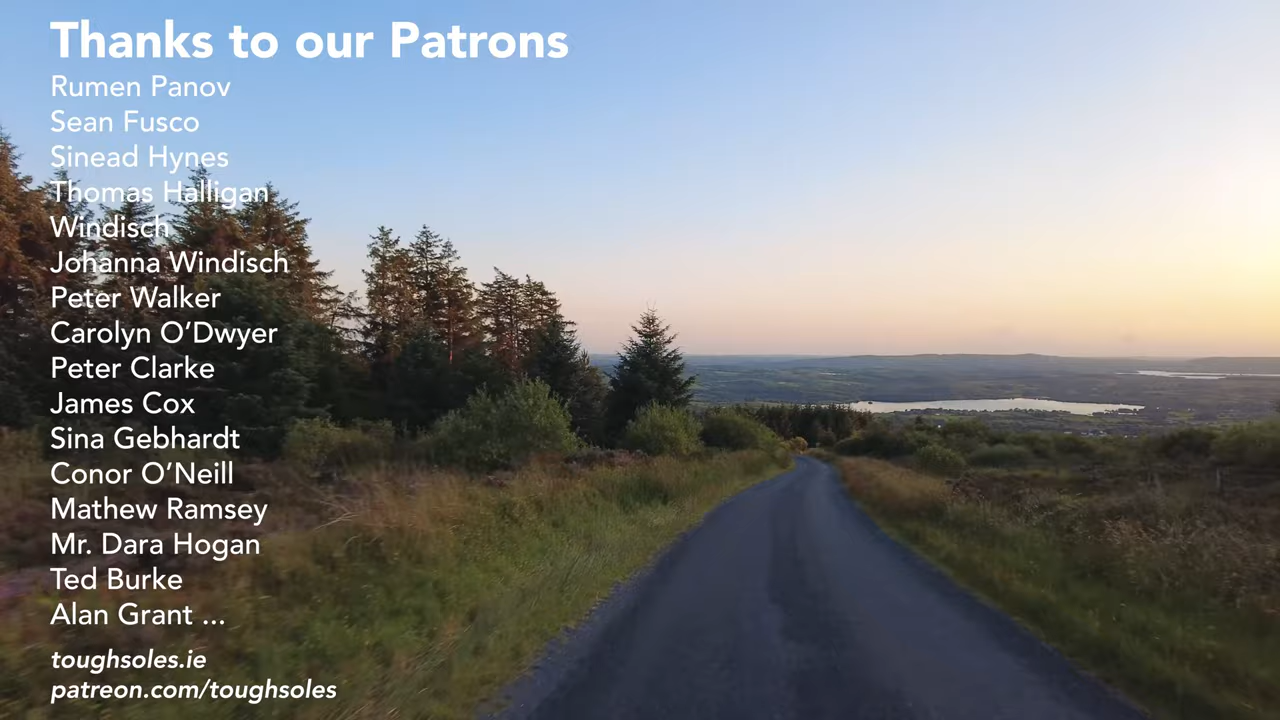 Thanks to our Patrons
Rumen Panov
Sean Fusco
Sinead Hynes
Thomas Halligan
Windisch
Johanna Windisch
Peter Walker
Carolyn O’Dwyer
Peter Clarke
James Cox
Sina Gebhardt
Conor O’Neill
Mathew Ramsey
Mr. Dara Hogan
Ted Burke
Alan Grant ...
toughsoles.ie
patreon.com/toughsoles